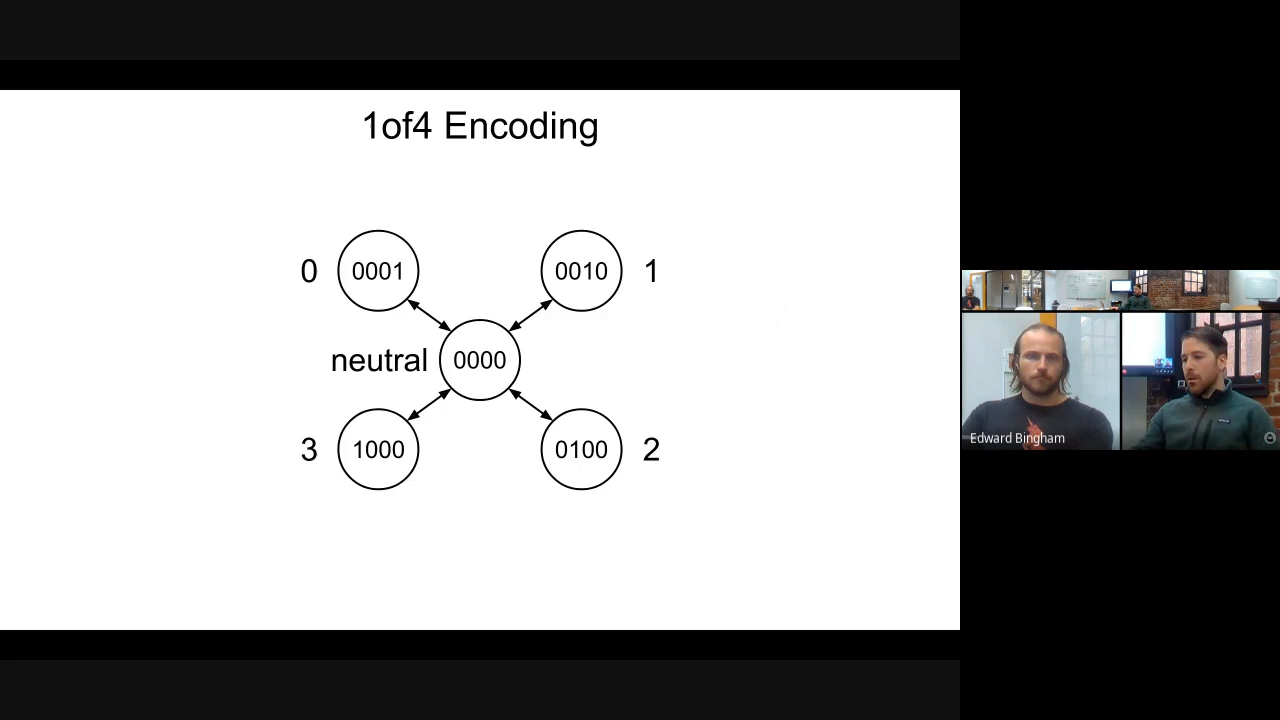 1of4 Encoding
0 0001 0010 1
neutral 0000
3 1000 0100 2
Edward Bingham